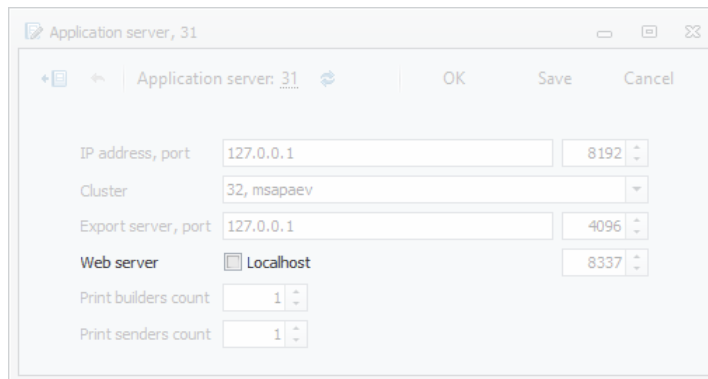 Application server, 31
Application server: 31 OK Save Cancel
IP address, port 127.0.0.1 8192
Cluster 32, msapaev
Export server, port 127.0.0.1 4096
Web server Localhost 8337
Print builders count 1
Print senders count 1